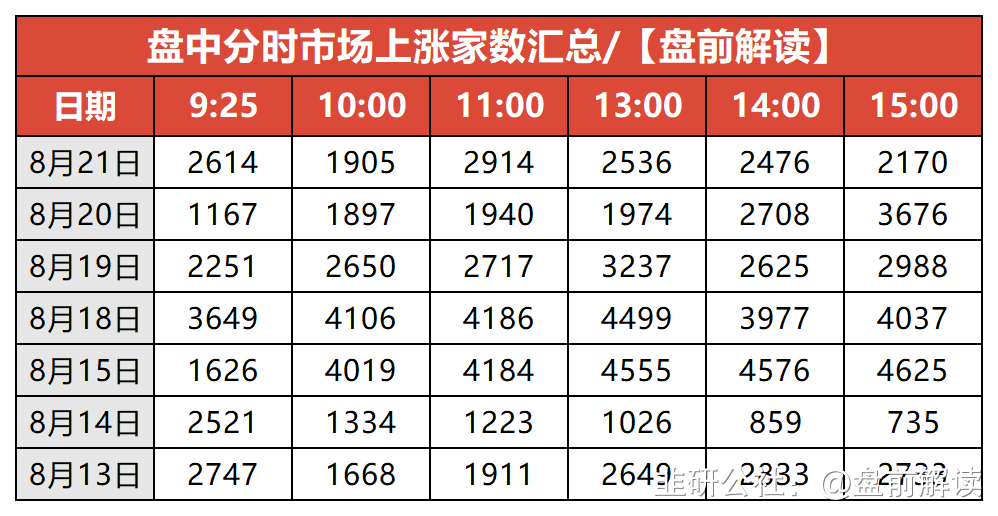 盘中分时市场上涨家数汇总/【盘前解读】
日期 9:25 10:00 11:00 13:00 14:00 15:00
8月21日 2614 1905 2914 2536 2476 2170
8月20日 1167 1897 1940 1974 2708 3676
8月19日 2251 2650 2717 3237 2625 2988
8月18日 3649 4106 4186 4499 3977 4037
8月15日 1626 4019 4184 4555 4576 4625
8月14日 2521 1334 1223 1026 859 735
8月13日 2747 1668 1911 2649 2833 2733
韭研公社：@盘前解读